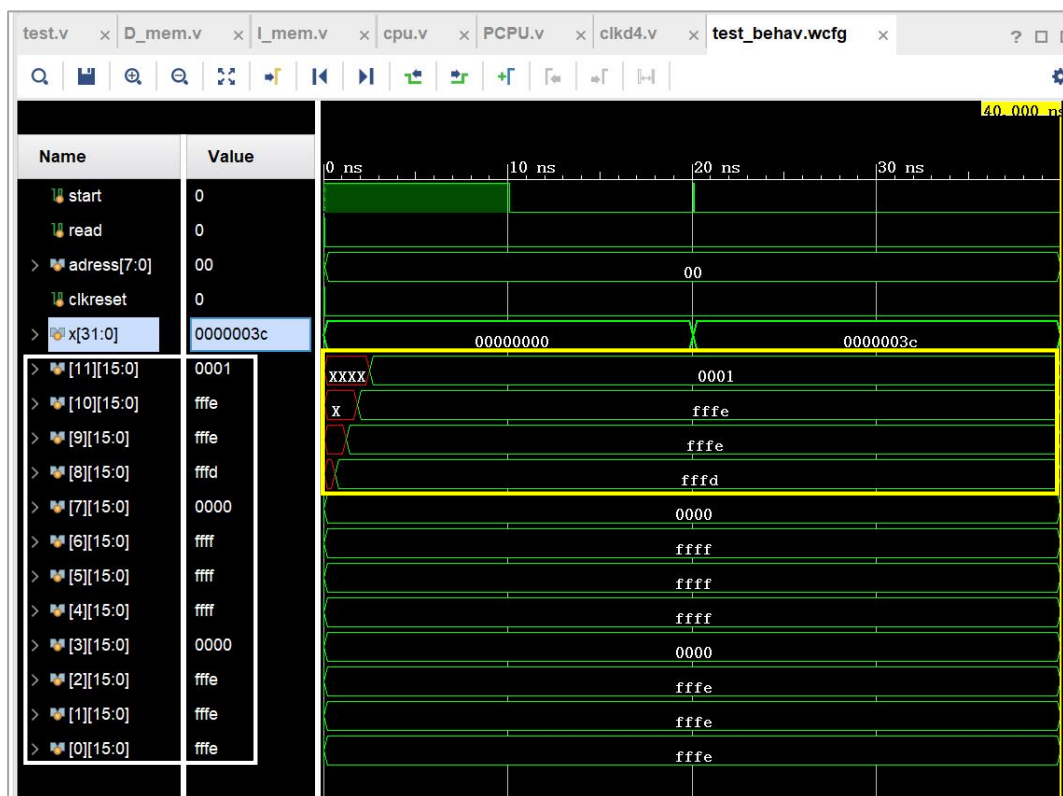 test.v × D_mem.v × I_mem.v × cpu.v × PCPU.v × clkd4.v × test_behav.wcfg × ?
40.000 ns
Name Value 0 ns 10 ns 20 ns 30 ns
start 0
read 0
> adress[7:0] 00 00
clkreset 0
> x[31:0] 0000003c 00000000 0000003c
> [11][15:0] 0001 XXXX 0001
> [10][15:0] fffe X fffe
> [9][15:0] fffe fffe
> [8][15:0] fffd fffd
> [7][15:0] 0000 0000
> [6][15:0] ffff ffff
> [5][15:0] ffff ffff
> [4][15:0] ffff ffff
> [3][15:0] 0000 0000
> [2][15:0] fffe fffe
> [1][15:0] fffe fffe
> [0][15:0] fffe fffe